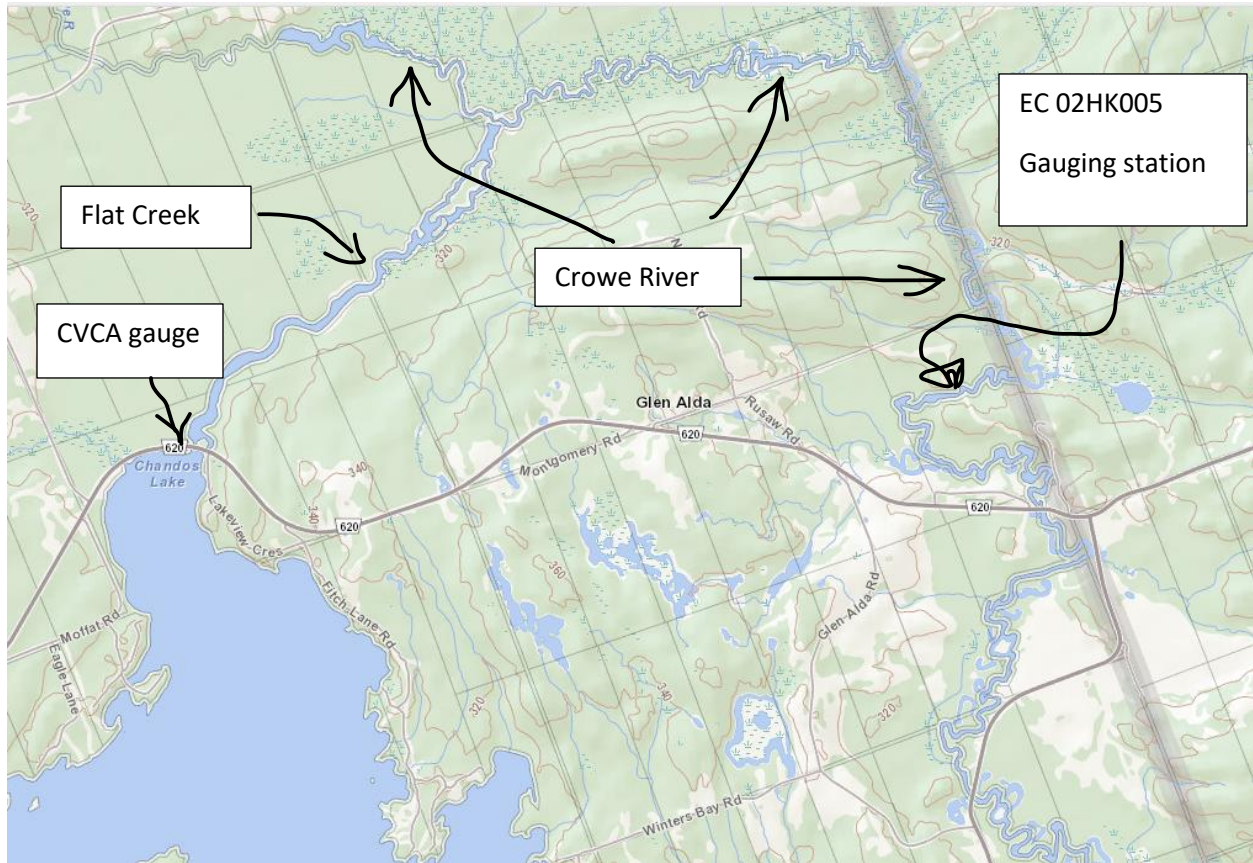 e R
EC 02HK005
Gauging station
Flat Creek
320
320
320
Crowe River
CVCA gauge
Glen Alda
Rusaw Rd
620
620
Montgomery Rd
Chandos
Lake
340
Lakeview-Cres
340
620
620
Fitch-Lane Rd
360
Glen-Alda-Rd
Moffat Rd
Eagle Lane
320
340
320
Winters Bay Rd